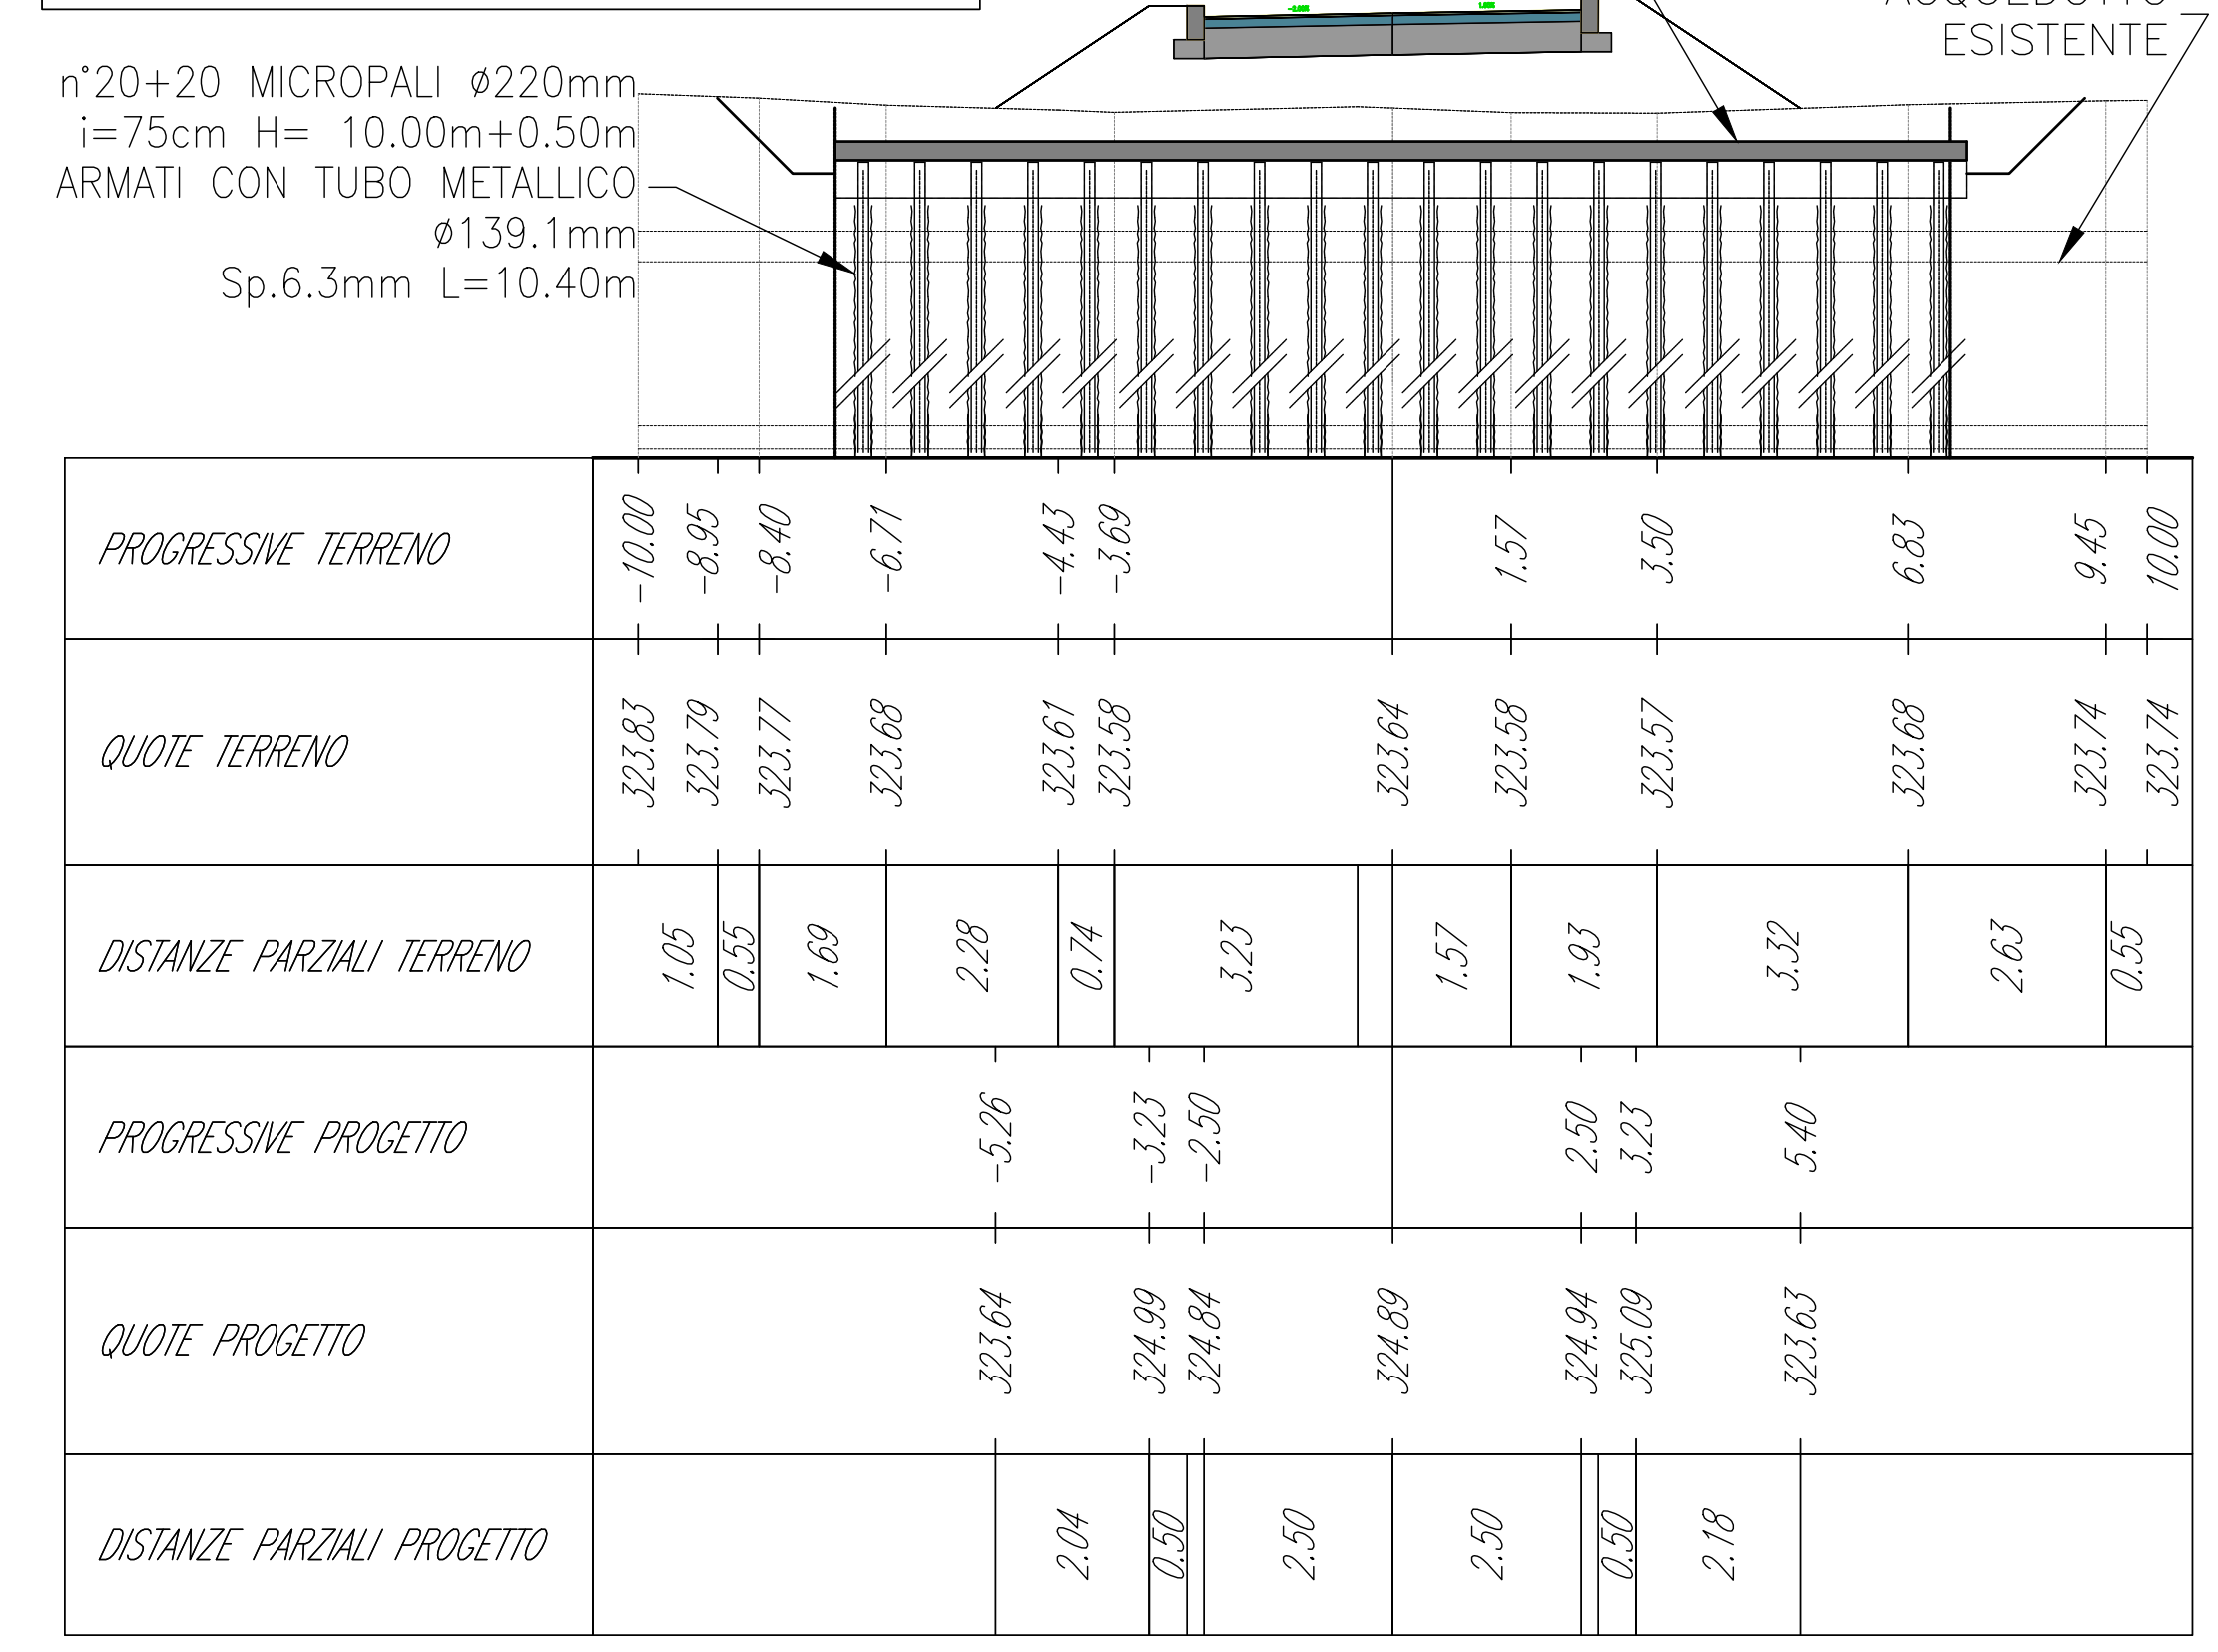 ESISTENTE
n°20+20 MICROPALI ø220mm
i=75cm H= 10.00m+0.50m
ARMATI CON TUBO METALLICO
ø139.1mm
Sp.6.3mm L=10.40m
PROGRESSIVE TERRENO
-10.00 -8.95 -8.40 -6.71 -4.43 -3.69 1.57 3.50 6.83 9.45 10.00
QUOTE TERRENO
323.83 323.79 323.77 323.68 323.61 323.58 323.64 323.58 323.57 323.68 323.74 323.74
DISTANZE PARZIALI TERRENO
1.05 0.55 1.69 2.28 0.74 3.23 1.57 1.93 3.32 2.63 0.55
PROGRESSIVE PROGETTO
-5.26 -3.23 -2.50 2.50 3.23 5.40
QUOTE PROGETTO
323.64 324.99 324.84 324.89 324.94 325.09 323.63
DISTANZE PARZIALI PROGETTO
2.04 0.50 2.50 2.50 0.50 2.18